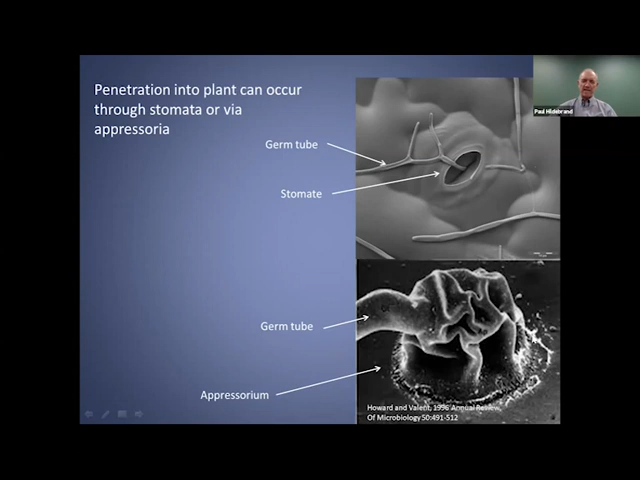 Penetration into plant can occur
through stomata or via
appressoria
Paul Hildebrand
Germ tube
Stomate
Germ tube
Appressorium
Howard and Valent, 1996 Annual Review
Of Microbiology 50:491-512